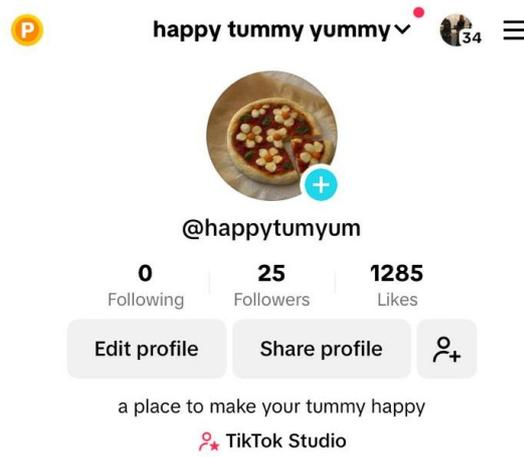 P
happy tummy yummy
34
@happytumyum
0 25 1285
Following Followers Likes
Edit profile Share profile
a place to make your tummy happy
TikTok Studio